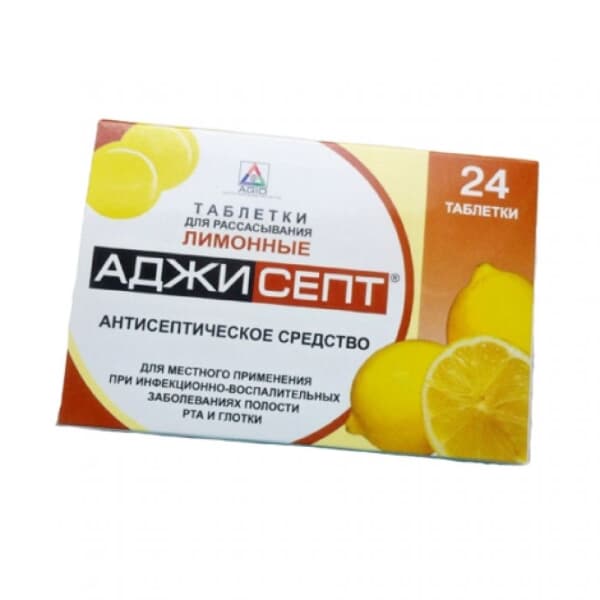 AGIO
ТАБЛЕТКИ
ДЛЯ РАССАСЫВАНИЯ
ЛИМОННЫЕ
АДЖИСЕПТ®
АНТИСЕПТИЧЕСКОЕ СРЕДСТВО
ДЛЯ МЕСТНОГО ПРИМЕНЕНИЯ
ПРИ ИНФЕКЦИОННО-ВОСПАЛИТЕЛЬНЫХ
ЗАБОЛЕВАНИЯХ ПОЛОСТИ
РТА И ГЛОТКИ
24
ТАБЛЕТКИ